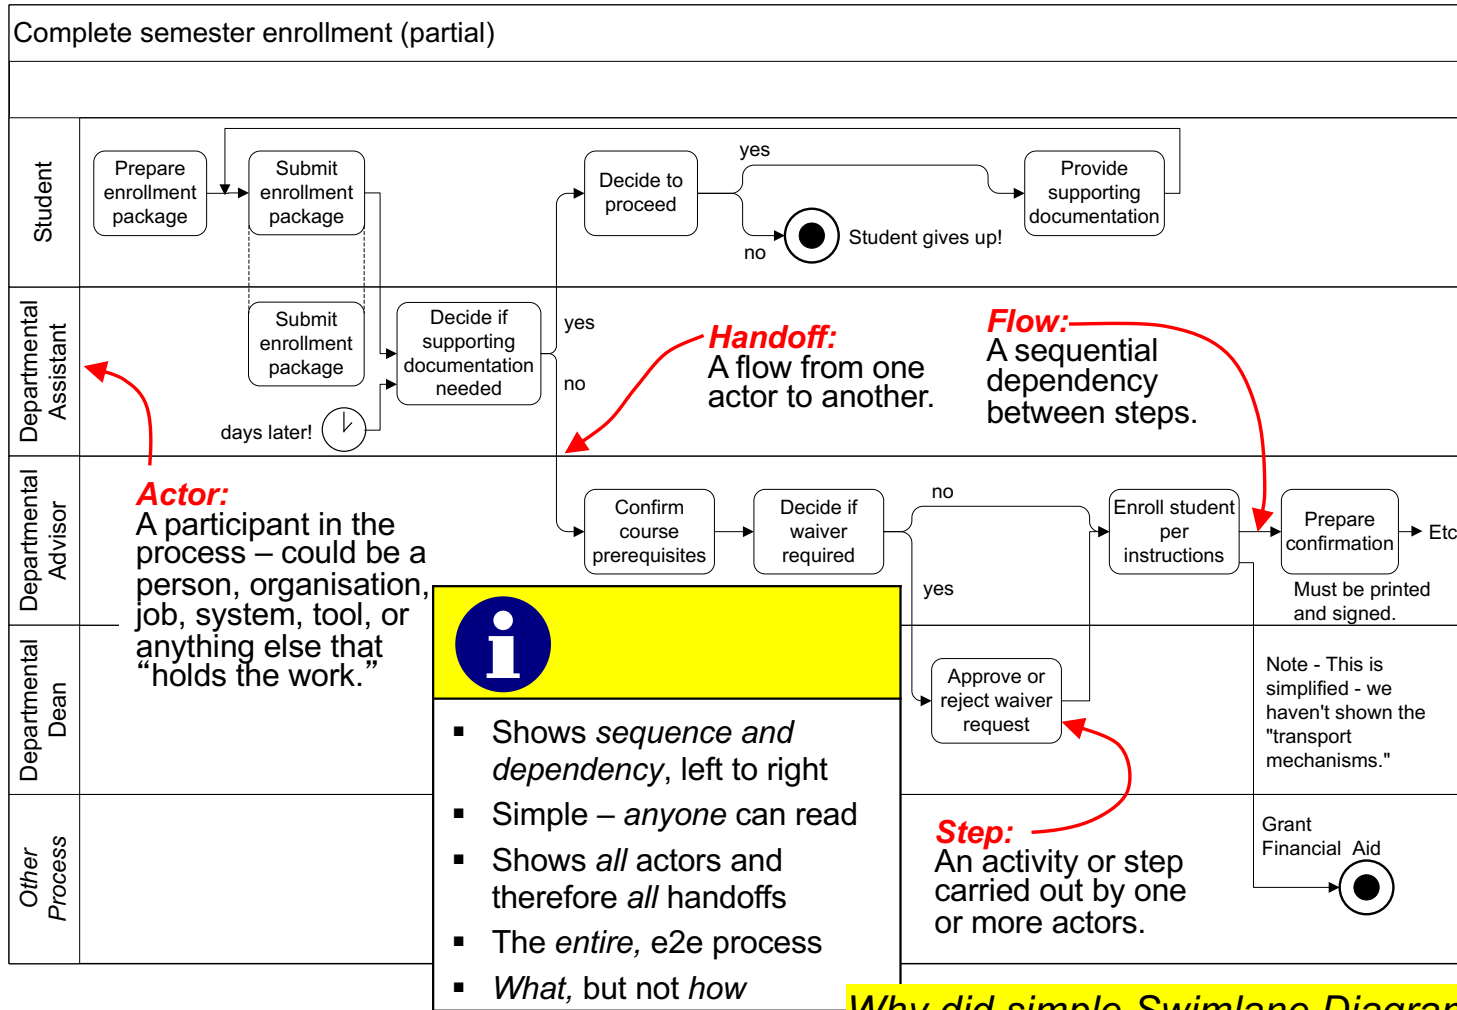 Complete semester enrollment (partial)
Student
Prepare
enrollment
package
Submit
enrollment
package
Decide to
proceed
yes
no
Student gives up!
Provide
supporting
documentation
Departmental
Assistant
Submit
enrollment
package
days later!
Decide if
supporting
documentation
needed
yes
no
Handoff:
A flow from one
actor to another.
Flow:
A sequential
dependency
between steps.
Departmental
Advisor
Actor:
A participant in the
process – could be a
person, organisation,
job, system, tool, or
anything else that
“holds the work.”
Confirm
course
prerequisites
Decide if
waiver
required
no
yes
Enroll student
per
instructions
Prepare
confirmation
Etc
Must be printed
and signed.
Departmental
Dean
Approve or
reject waiver
request
Note - This is
simplified - we
haven't shown the
"transport
mechanisms."
Other
Process
Step:
An activity or step
carried out by one
or more actors.
Grant
Financial Aid
i
▪ Shows sequence and
dependency, left to right
▪ Simple – anyone can read
▪ Shows all actors and
therefore all handoffs
▪ The entire, e2e process
▪ What, but not how
Why did simple Swimlane Diagra